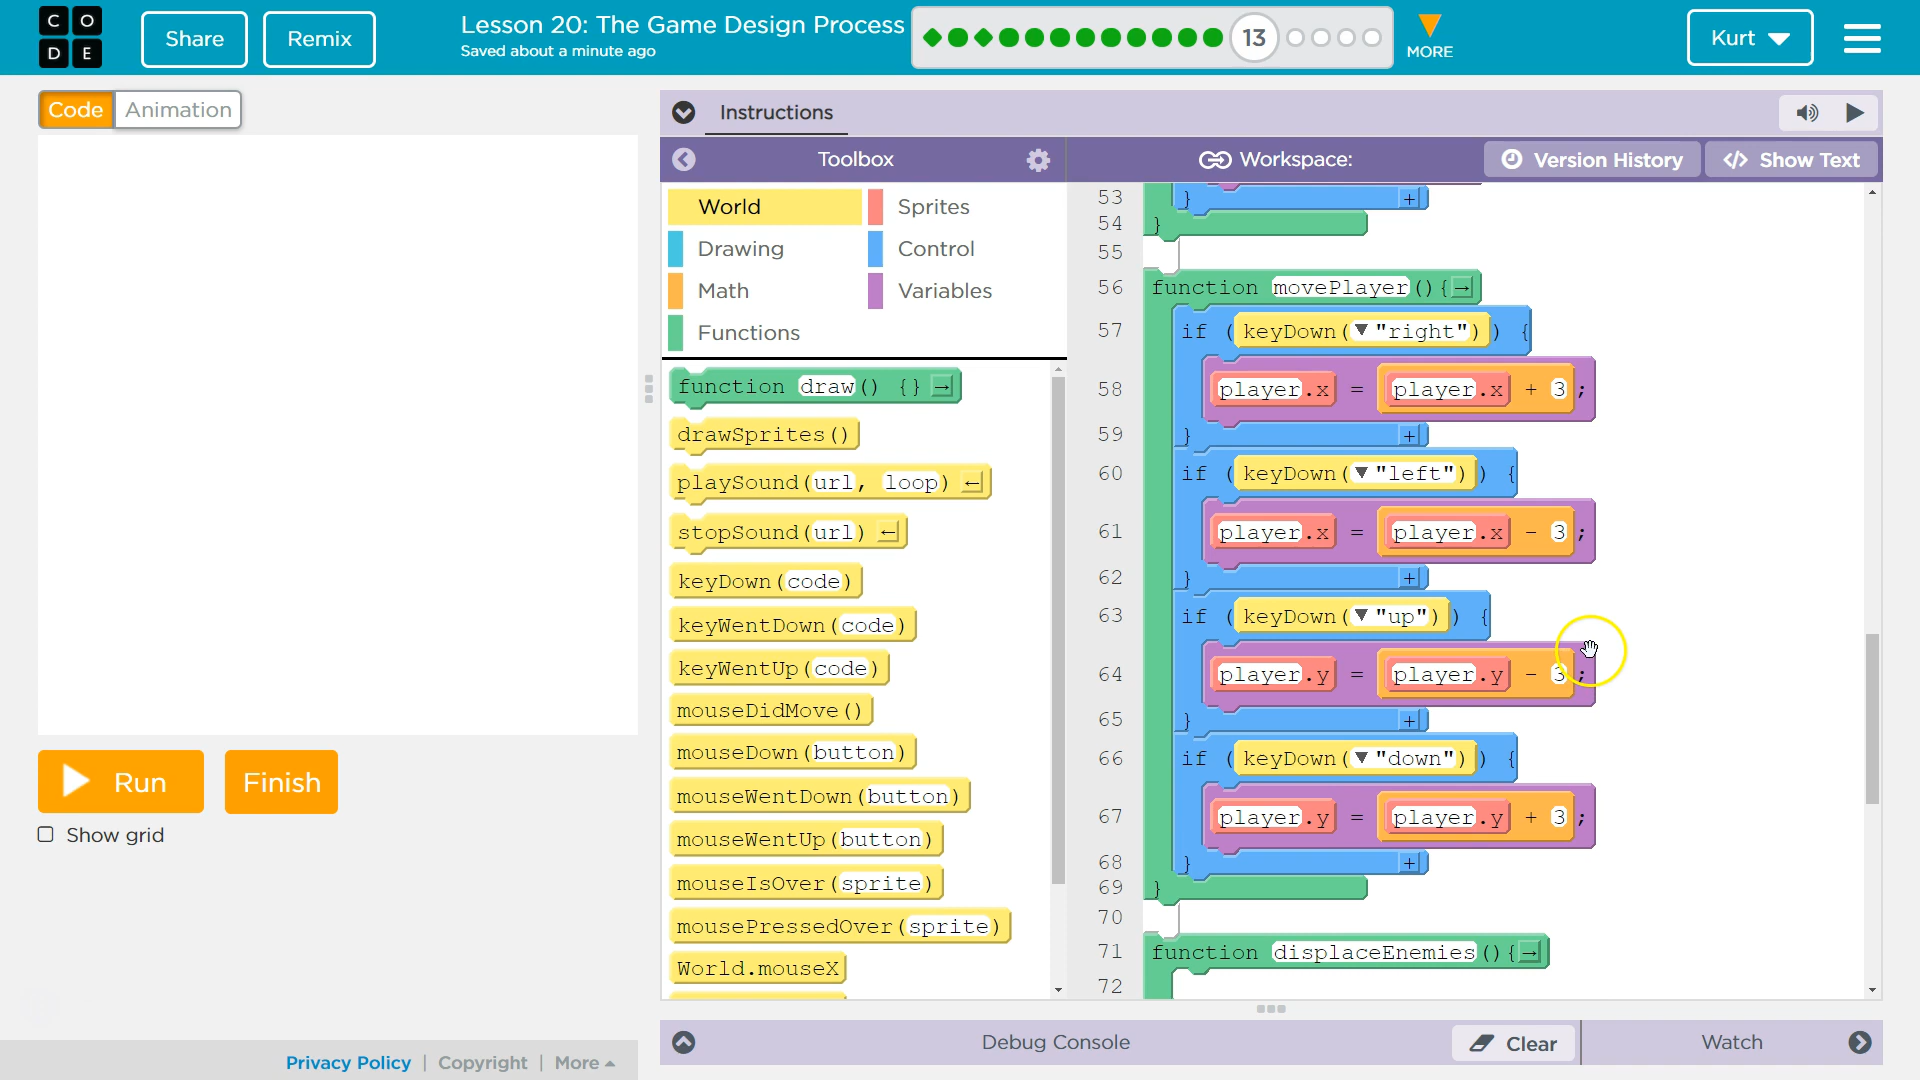 C O
D E
Share
Remix
Lesson 20: The Game Design Process
Saved about a minute ago
13
MORE
Kurt
Code
Animation
Instructions
Toolbox
Workspace:
Version History
</> Show Text
World
Sprites
Drawing
Control
Math
Variables
Functions
function draw() {} →
drawSprites()
playSound(url, loop) ←
stopSound(url) ←
keyDown(code)
keyWentDown(code)
keyWentUp(code)
mouseDidMove()
mouseDown(button)
mouseWentDown(button)
mouseWentUp(button)
mouseIsOver(sprite)
mousePressedOver(sprite)
World.mouseX
53 } +
54 }
55
56 function movePlayer(){→
57 if (keyDown(▼"right")) {
58 player.x = player.x + 3;
59 } +
60 if (keyDown(▼"left")) {
61 player.x = player.x - 3;
62 } +
63 if (keyDown(▼"up")) {
64 player.y = player.y - 3;
65 } +
66 if (keyDown(▼"down")) {
67 player.y = player.y + 3;
68 } +
69 }
70
71 function displaceEnemies(){→
72
Run
Finish
Show grid
Privacy Policy | Copyright | More
Debug Console
Clear
Watch